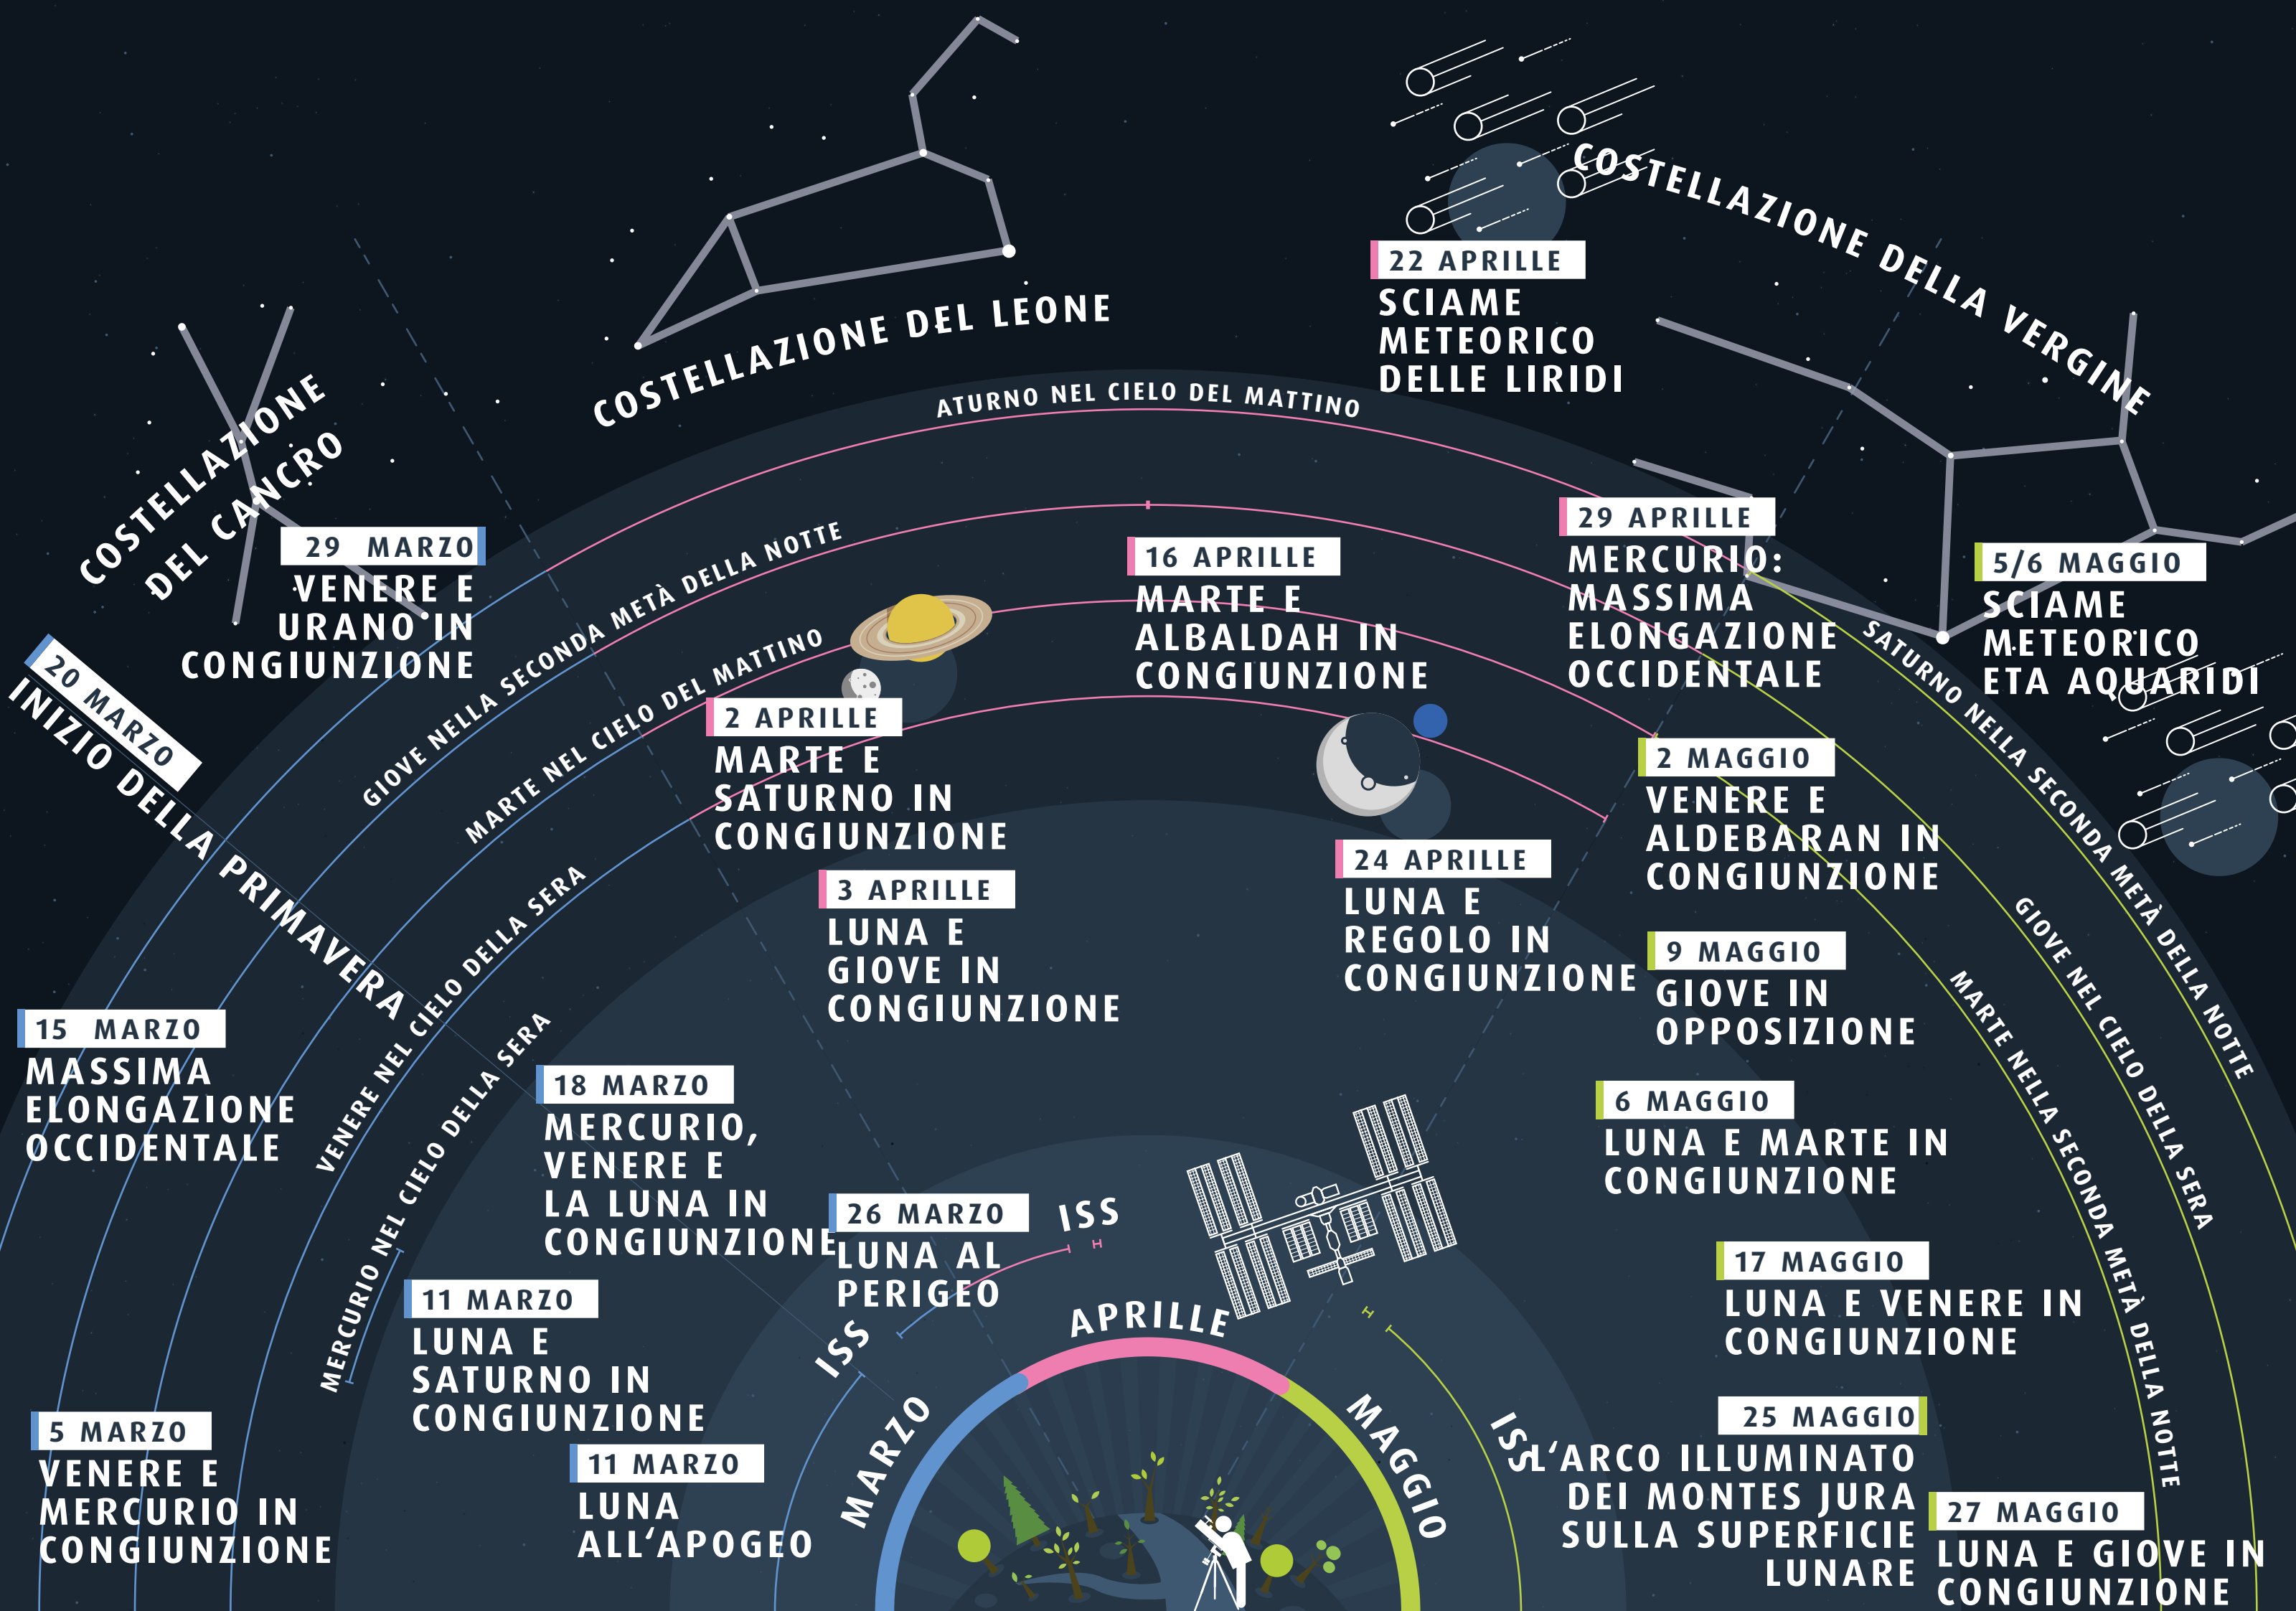 COSTELLAZIONE DELLA VERGINE
22 APRILLE
SCIAME
METEORICO
DELLE LIRIDI
COSTELLAZIONE DEL LEONE
COSTELLAZIONE
DEL CANCRO
ATURNO NEL CIELO DEL MATTINO
29 MARZO
VENERE E
URANO IN
CONGIUNZIONE
GIOVE NELLA SECONDA METÀ DELLA NOTTE
16 APRILLE
MARTE E
ALBALDAH IN
CONGIUNZIONE
29 APRILLE
MERCURIO:
MASSIMA
ELONGAZIONE
OCCIDENTALE
5/6 MAGGIO
SCIAME
METEORICO
ETA AQUARIDI
20 MARZO
INIZIO DELLA PRIMAVERA
MARTE NEL CIELO DEL MATTINO
SATURNO NELLA SECONDA METÀ DELLA NOTTE
2 APRILLE
MARTE E
SATURNO IN
CONGIUNZIONE
2 MAGGIO
VENERE E
ALDEBARAN IN
CONGIUNZIONE
3 APRILLE
LUNA E
GIOVE IN
CONGIUNZIONE
24 APRILLE
LUNA E
REGOLO IN
CONGIUNZIONE
9 MAGGIO
GIOVE IN
OPPOSIZIONE
GIOVE NEL CIELO DELLA SERA
VENERE NEL CIELO DELLA SERA
MARTE NELLA SECONDA METÀ DELLA NOTTE
15 MARZO
MASSIMA
ELONGAZIONE
OCCIDENTALE
MERCURIO NEL CIELO DELLA SERA
18 MARZO
MERCURIO,
VENERE E
LA LUNA IN
CONGIUNZIONE
6 MAGGIO
LUNA E MARTE IN
CONGIUNZIONE
26 MARZO
LUNA AL
PERIGEO
ISS
17 MAGGIO
LUNA E VENERE IN
CONGIUNZIONE
11 MARZO
LUNA E
SATURNO IN
CONGIUNZIONE
ISS
APRILLE
MARZO
MAGGIO
ISS
5 MARZO
VENERE E
MERCURIO IN
CONGIUNZIONE
11 MARZO
LUNA
ALL'APOGEO
25 MAGGIO
L'ARCO ILLUMINATO
DEI MONTES JURA
SULLA SUPERFICIE
LUNARE
27 MAGGIO
LUNA E GIOVE IN
CONGIUNZIONE